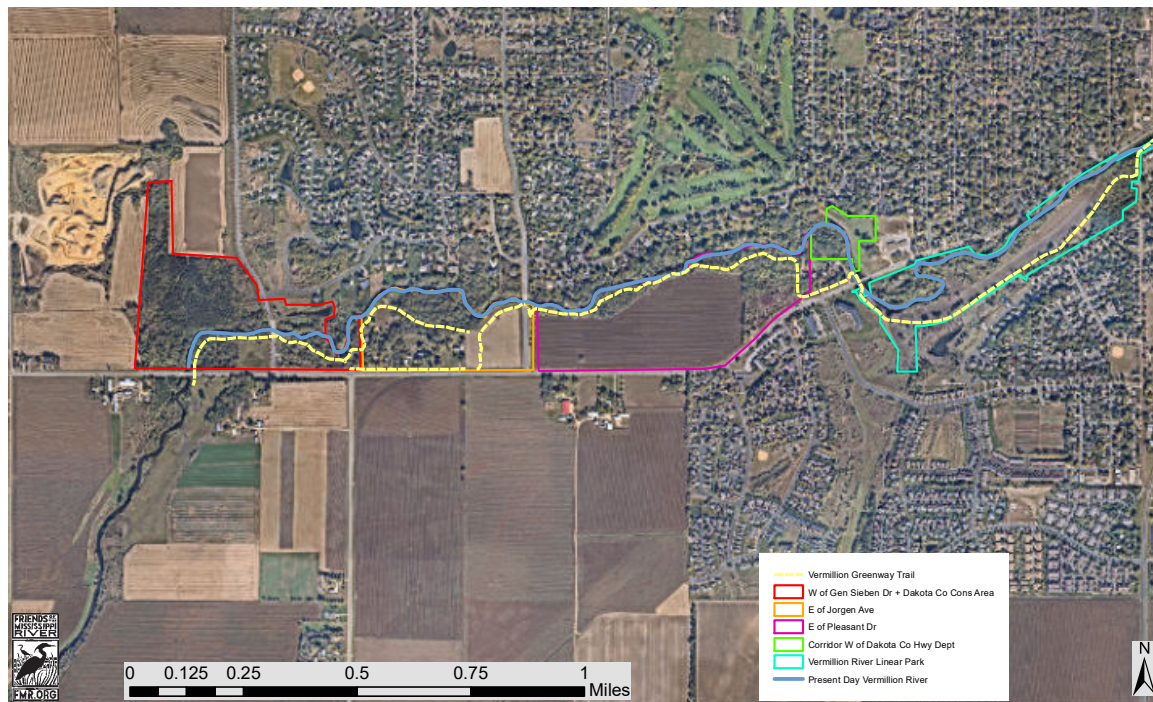 Vermillion Greenway Trail
W of Gen Sieben Dr + Dakota Co Cons Area
E of Jorgen Ave
E of Pleasant Dr
Corridor W of Dakota Co Hwy Dept
Vermillion River Linear Park
Present Day Vermillion River
FRIENDS OF THE
MISSISSIPPI
RIVER
FMR.ORG
0 0.125 0.25 0.5 0.75 1
Miles
N